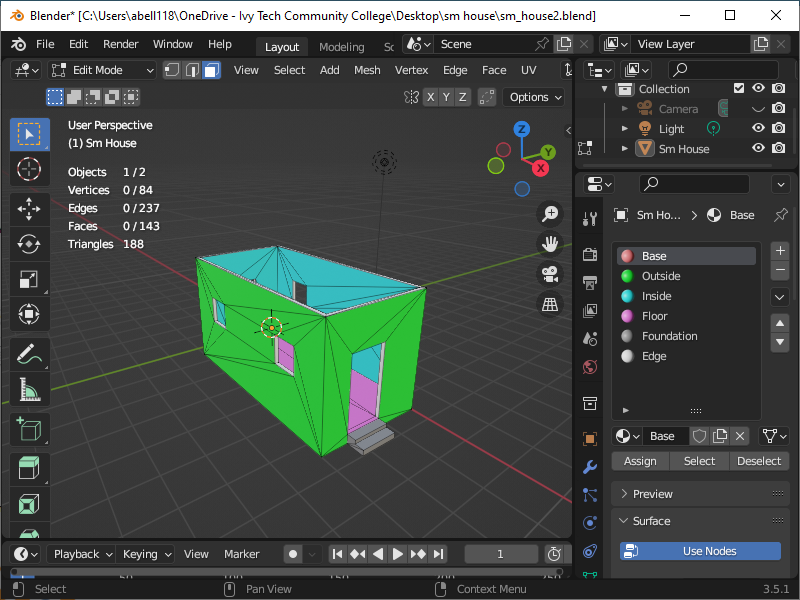 Blender* [C:\Users\abell118\OneDrive - Ivy Tech Community College\Desktop\sm house\sm_house2.blend]
File Edit Render Window Help Layout Modeling Sc Scene View Layer
Edit Mode View Select Add Mesh Vertex Edge Face UV
X Y Z Options
User Perspective
(1) Sm House
Objects 1/2
Vertices 0/84
Edges 0/237
Faces 0/143
Triangles 188
Z
Y
X
Collection
Camera
Light
Sm House
Sm Ho... Base
Base
Outside
Inside
Floor
Foundation
Edge
Base
Assign Select Deselect
Preview
Surface
Use Nodes
Playback Keying View Marker 1
Select Pan View Context Menu 3.5.1